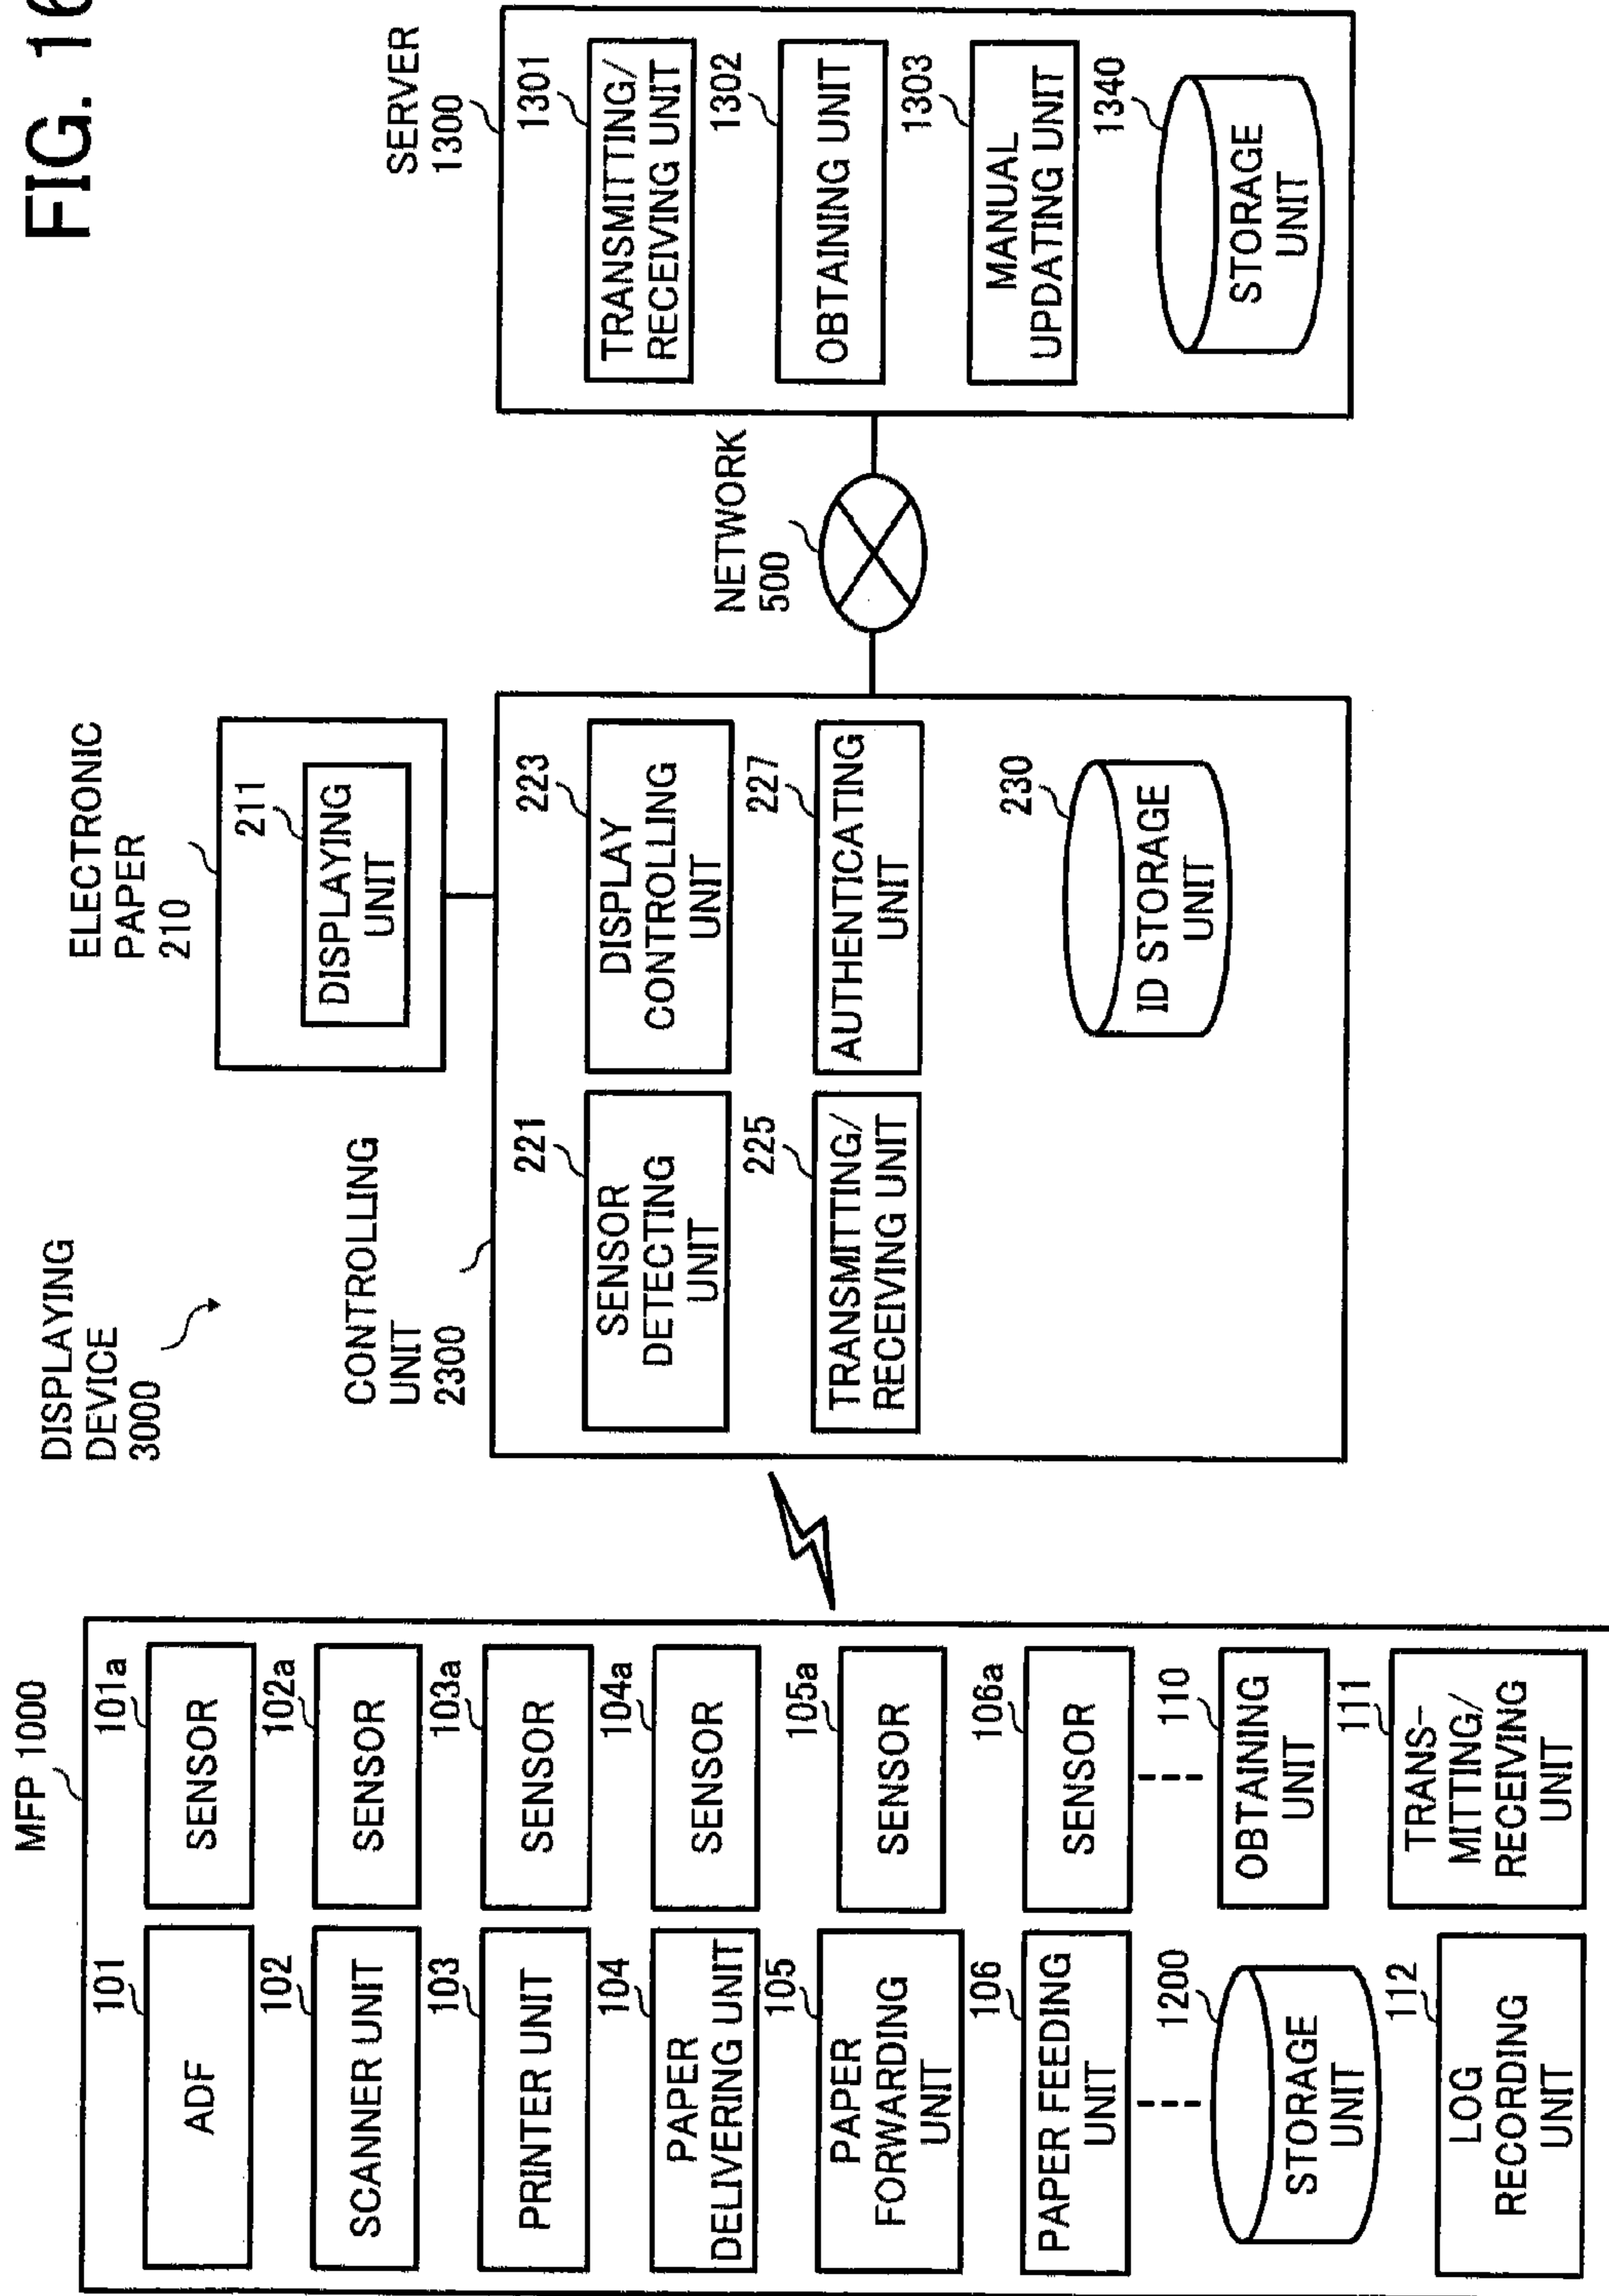 FIG. 16
MFP 1000
101
ADF
101a
SENSOR
102
SCANNER UNIT
102a
SENSOR
103
PRINTER UNIT
103a
SENSOR
104
PAPER
DELIVERING UNIT
104a
SENSOR
105
PAPER
FORWARDING
UNIT
105a
SENSOR
106
PAPER FEEDING
UNIT
106a
SENSOR
1200
STORAGE
UNIT
110
OBTAINING
UNIT
112
LOG
RECORDING
UNIT
111
TRANS-
MITTING/
RECEIVING
UNIT
DISPLAYING
DEVICE
3000
ELECTRONIC
PAPER
210
211
DISPLAYING
UNIT
CONTROLLING
UNIT
2300
221
SENSOR
DETECTING
UNIT
223
DISPLAY
CONTROLLING
UNIT
225
TRANSMITTING/
RECEIVING UNIT
227
AUTHENTICATING
UNIT
230
ID STORAGE
UNIT
NETWORK
500
SERVER
1300
1301
TRANSMITTING/
RECEIVING UNIT
1302
OBTAINING UNIT
1303
MANUAL
UPDATING UNIT
1340
STORAGE
UNIT